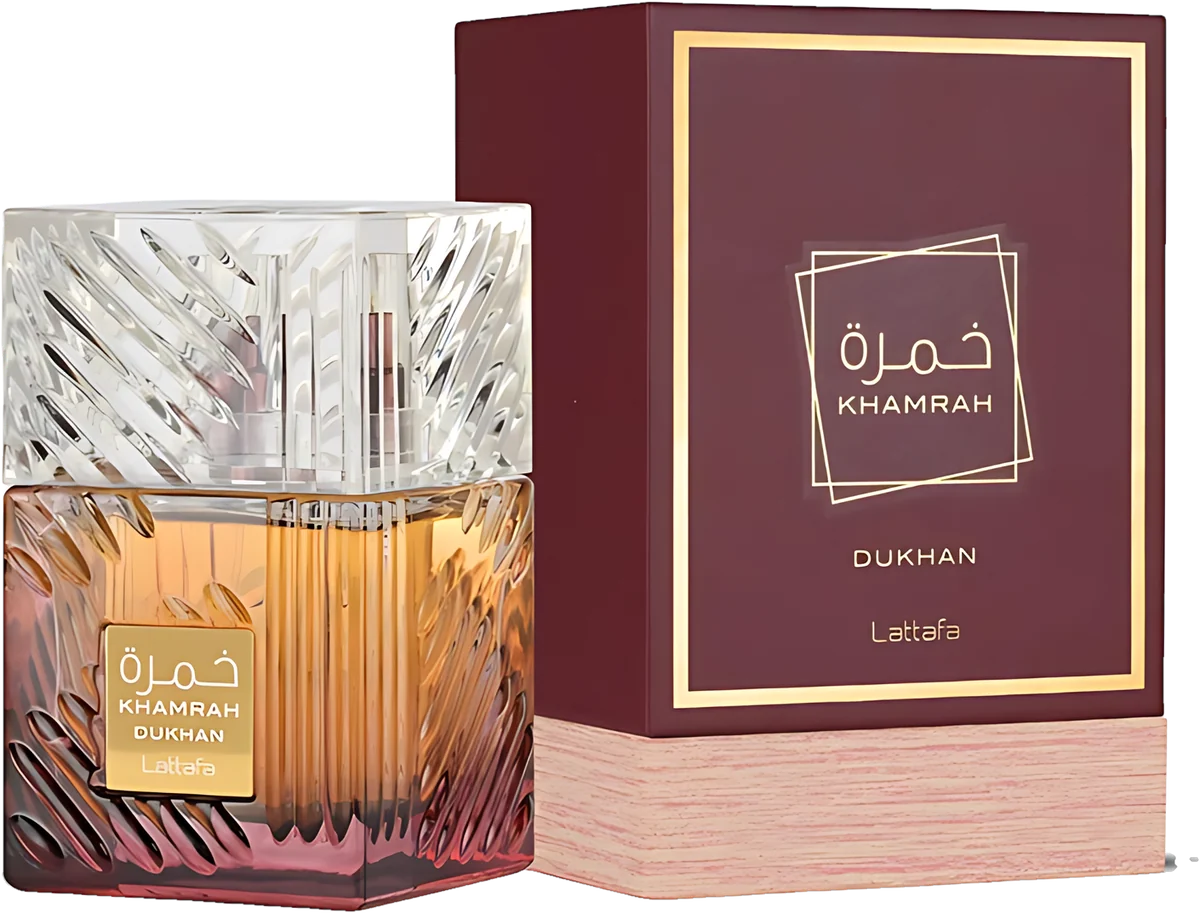 خمرة
KHAMRAH
DUKHAN
Lattafa
خمرة
KHAMRAH
DUKHAN
Lattafa